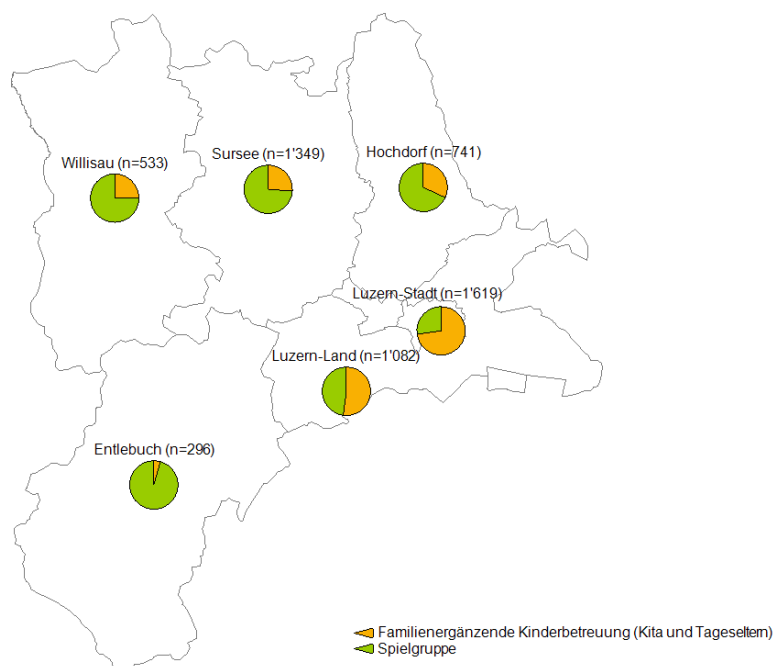 Willisau (n=533)
Sursee (n=1'349)
Hochdorf (n=741)
Luzern-Stadt (n=1'619)
Luzern-Land (n=1'082)
Entlebuch (n=296)
Familienergänzende Kinderbetreuung (Kita und Tageseltern)
Spielgruppe